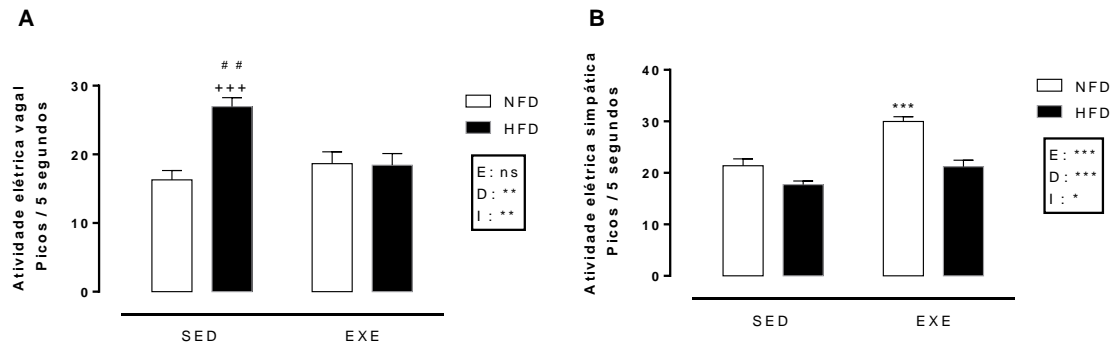 A
Atividade elétrica vagal
Picos / 5 segundos
30
20
10
0
# #
+++
SED
EXE
NFD
HFD
E: ns
D: **
I : **
B
Atividade elétrica simpática
Picos / 5 segundos
40
30
20
10
0
***
SED
EXE
NFD
HFD
E: ***
D: ***
I : *